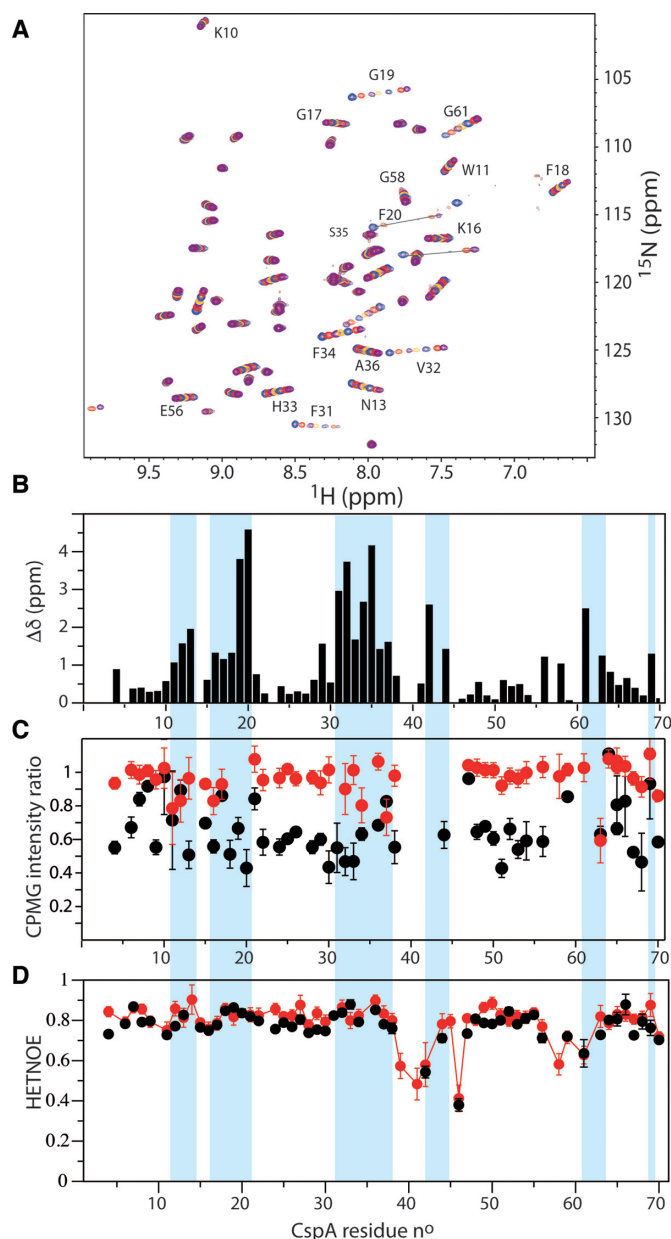 A
K10
G19
105
G17
G61
110
W11
G58
F18
F20
115
S35
K16
120
F34
A36
V32
125
E56
H33
F31
N13
130
15N (ppm)
9.5 9.0 8.5 8.0 7.5 7.0 6.5
1H (ppm)
B
Δδ (ppm)
4
3
2
1
0
0 10 20 30 40 50 60 70
C
CPMG intensity ratio
1
0.8
0.6
0.4
0.2
0 10 20 30 40 50 60 70
D
HETNOE
1
0.8
0.6
0.4
0.2
0
10 20 30 40 50 60 70
CspA residue nº